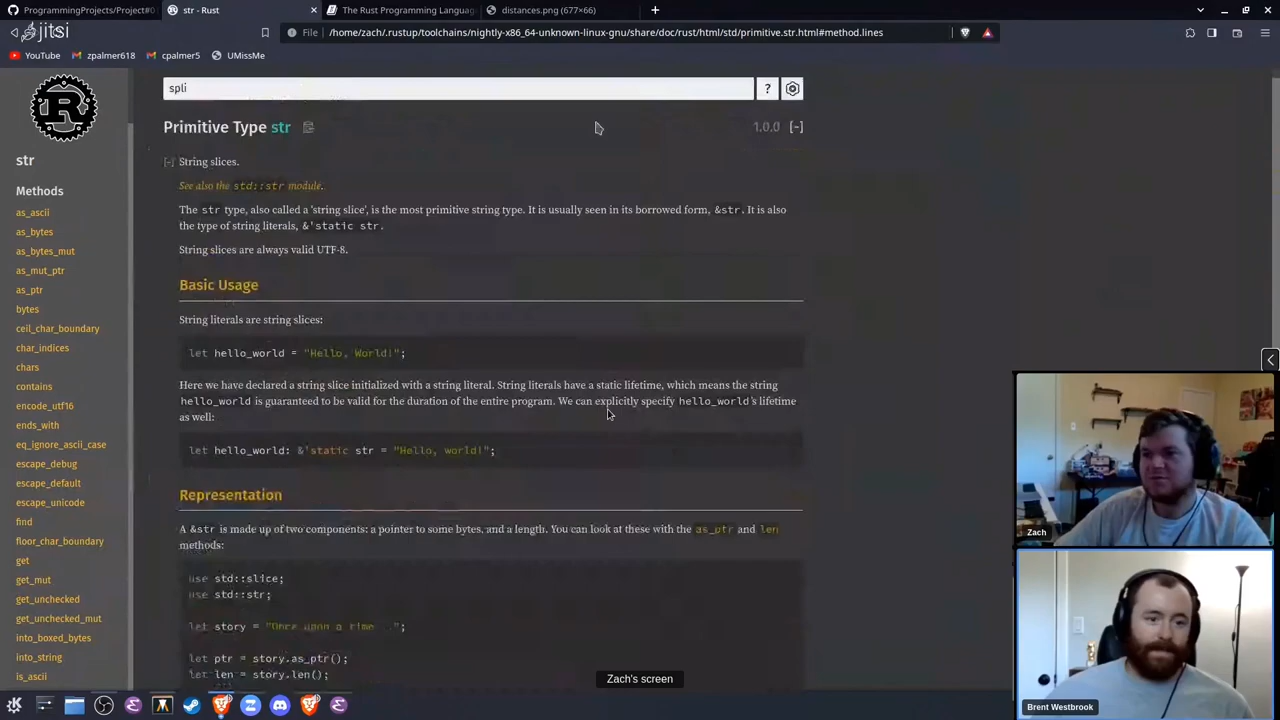 ProgrammingProjects/Project#0
str - Rust
The Rust Programming Langua
distances.png (677×66)
jitsi
File
/home/zach/.rustup/toolchains/nightly-x86_64-unknown-linux-gnu/share/doc/rust/html/std/primitive.str.html#method.lines
YouTube
zpalmer618
cpalmer5
UMissMe
spli
?
Primitive Type str
1.0.0 [-]
[-] String slices.
See also the std::str module.
The str type, also called a 'string slice', is the most primitive string type. It is usually seen in its borrowed form, &str. It is also
the type of string literals, &'static str.
String slices are always valid UTF-8.
Basic Usage
String literals are string slices:
let hello_world = "Hello, World!";
Here we have declared a string slice initialized with a string literal. String literals have a static lifetime, which means the string
hello_world is guaranteed to be valid for the duration of the entire program. We can explicitly specify hello_world's lifetime
as well:
let hello_world: &'static str = "Hello, world!";
Representation
A &str is made up of two components: a pointer to some bytes, and a length. You can look at these with the as_ptr and len
methods:
use std::slice;
use std::str;
let story = "Once upon a time...";
let ptr = story.as_ptr();
let len = story.len();
str
Methods
as_ascii
as_bytes
as_bytes_mut
as_mut_ptr
as_ptr
bytes
ceil_char_boundary
char_indices
chars
contains
encode_utf16
ends_with
eq_ignore_ascii_case
escape_debug
escape_default
escape_unicode
find
floor_char_boundary
get
get_mut
get_unchecked
get_unchecked_mut
into_boxed_bytes
into_string
is_ascii
Zach
Brent Westbrook
Zach's screen